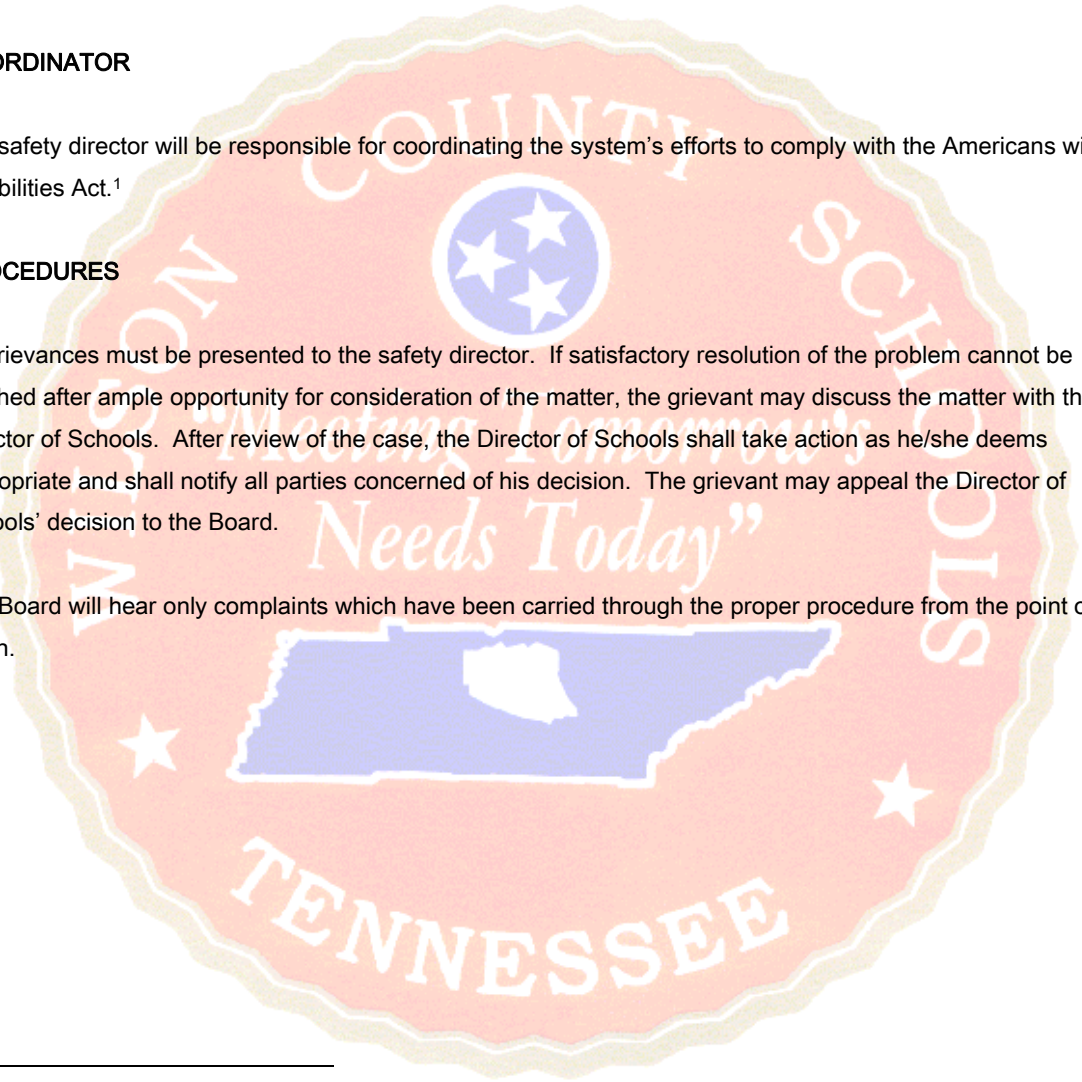 ORDINATOR
safety director will be responsible for coordinating the system’s efforts to comply with the Americans wi
bilities Act.1
OCEDURES
rievances must be presented to the safety director. If satisfactory resolution of the problem cannot be
hed after ample opportunity for consideration of the matter, the grievant may discuss the matter with th
ctor of Schools. After review of the case, the Director of Schools shall take action as he/she deems
opriate and shall notify all parties concerned of his decision. The grievant may appeal the Director of
ools’ decision to the Board.
Board will hear only complaints which have been carried through the proper procedure from the point o
n.
WILSON COUNTY SCHOOLS
“Meeting Tomorrow’s
Needs Today”
TENNESSEE